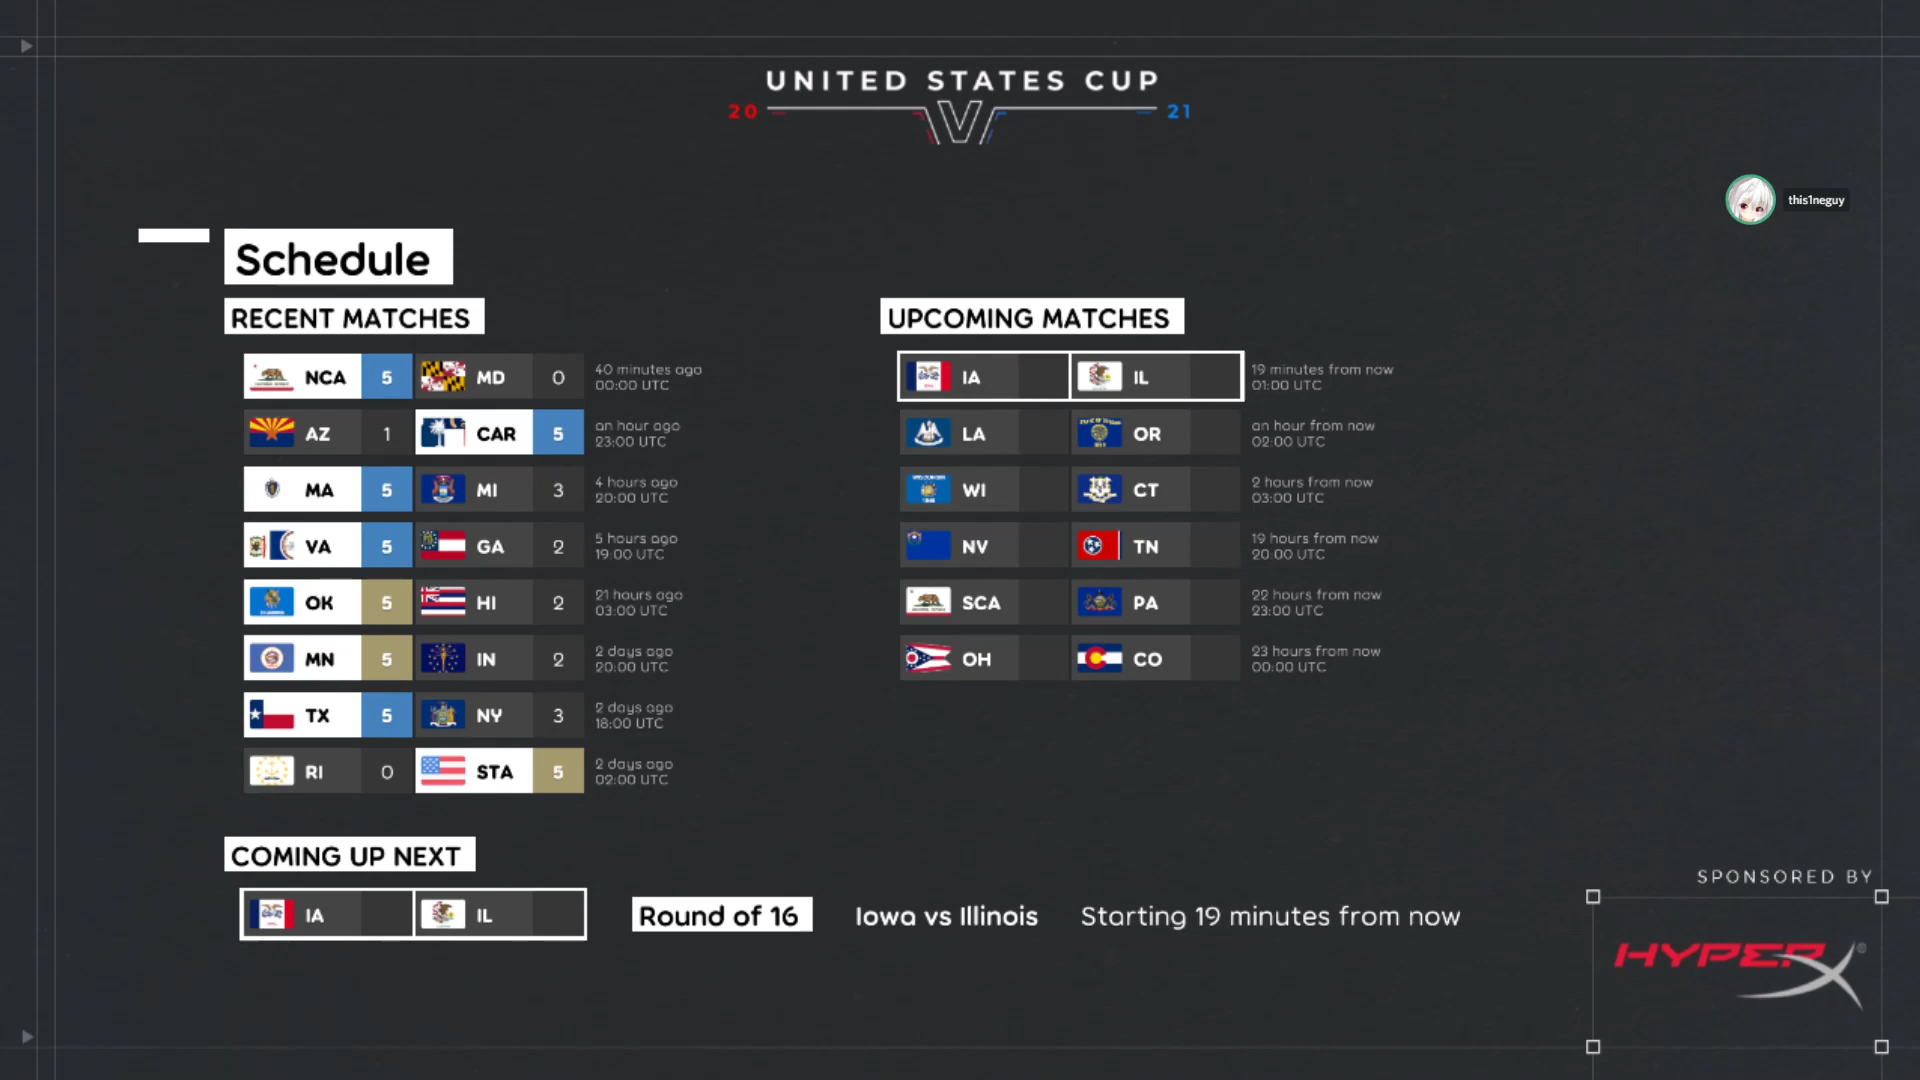 UNITED STATES CUP
20 21
this1neguy
Schedule
RECENT MATCHES
NCA 5 MD 0 40 minutes ago
00:00 UTC
AZ 1 CAR 5 an hour ago
23:00 UTC
MA 5 MI 3 4 hours ago
20:00 UTC
VA 5 GA 2 5 hours ago
19:00 UTC
OK 5 HI 2 21 hours ago
03:00 UTC
MN 5 IN 2 2 days ago
20:00 UTC
TX 5 NY 3 2 days ago
18:00 UTC
RI 0 STA 5 2 days ago
02:00 UTC
UPCOMING MATCHES
IA IL 19 minutes from now
01:00 UTC
LA OR an hour from now
02:00 UTC
WI CT 2 hours from now
03:00 UTC
NV TN 19 hours from now
20:00 UTC
SCA PA 22 hours from now
23:00 UTC
OH CO 23 hours from now
00:00 UTC
COMING UP NEXT
IA IL Round of 16 Iowa vs Illinois Starting 19 minutes from now
SPONSORED BY
HYPERX®